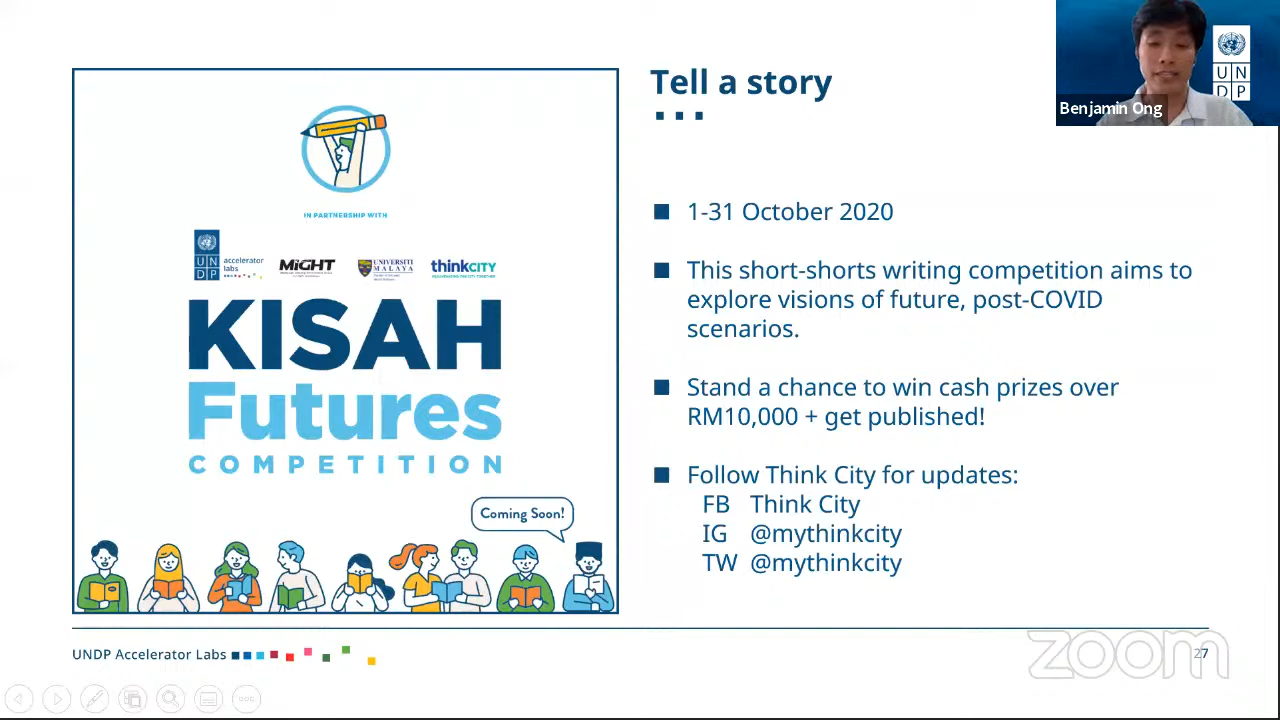 IN PARTNERSHIP WITH
U N
D P
accelerator
labs
MiGHT
UNIVERSITI
MALAYA
thinkCITY
KISAH
Futures
COMPETITION
Coming Soon!
Tell a story
1-31 October 2020
This short-shorts writing competition aims to
explore visions of future, post-COVID
scenarios.
Stand a chance to win cash prizes over
RM10,000 + get published!
Follow Think City for updates:
FB Think City
IG @mythinkcity
TW @mythinkcity
Benjamin Ong
U N
D P
UNDP Accelerator Labs
zoom
27